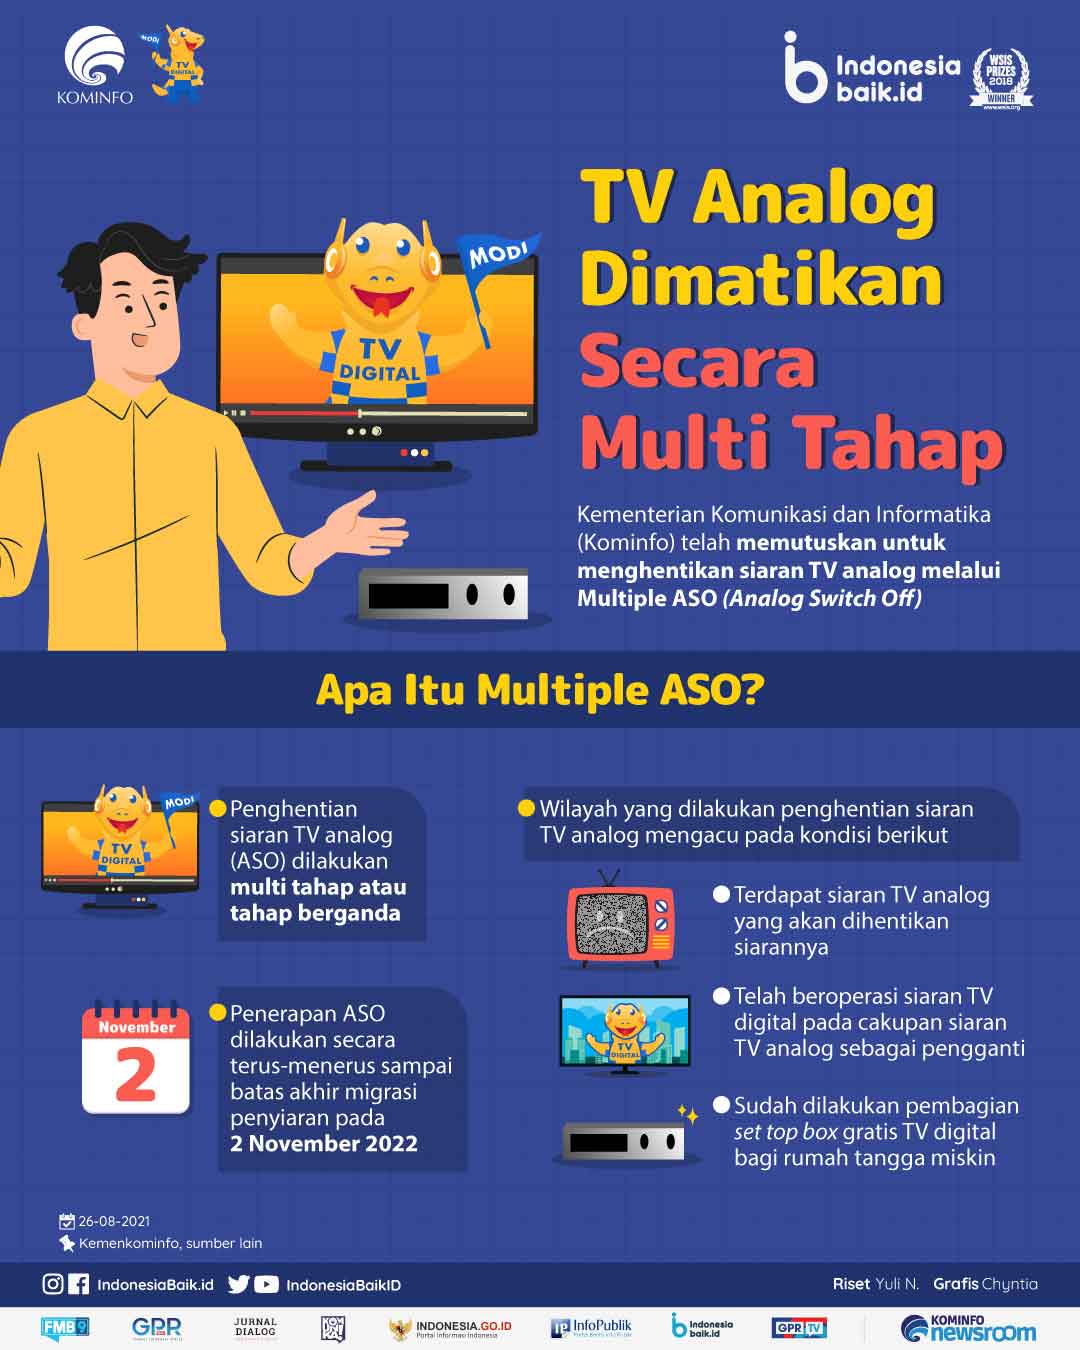 KOMINFO
MODI
TV
DIGITAL
Indonesia
baik.id
WSIS
PRIZES
2018
WINNER
www.wsis.org
TV Analog
Dimatikan
Secara
Multi Tahap
MODI
TV
DIGITAL
Kementerian Komunikasi dan Informatika
(Kominfo) telah memutuskan untuk
menghentikan siaran TV analog melalui
Multiple ASO (Analog Switch Off)
Apa Itu Multiple ASO?
MODI
TV
DIGITAL
Penghentian
siaran TV analog
(ASO) dilakukan
multi tahap atau
tahap berganda
November
2
Penerapan ASO
dilakukan secara
terus-menerus sampai
batas akhir migrasi
penyiaran pada
2 November 2022
Wilayah yang dilakukan penghentian siaran
TV analog mengacu pada kondisi berikut
Terdapat siaran TV analog
yang akan dihentikan
siarannya
TV
DIGITAL
Telah beroperasi siaran TV
digital pada cakupan siaran
TV analog sebagai pengganti
Sudah dilakukan pembagian
set top box gratis TV digital
bagi rumah tangga miskin
26-08-2021
Kemenkominfo, sumber lain
IndonesiaBaik.id
IndonesiaBaikID
Riset Yuli N. Grafis Chyntia
FMB9
GPR
JURNAL
DIALOG
INDONESIA.GO.ID
Portal Informasi Indonesia
InfoPublik
Indonesia
baik.id
GPR TV
KOMINFO
newsroom